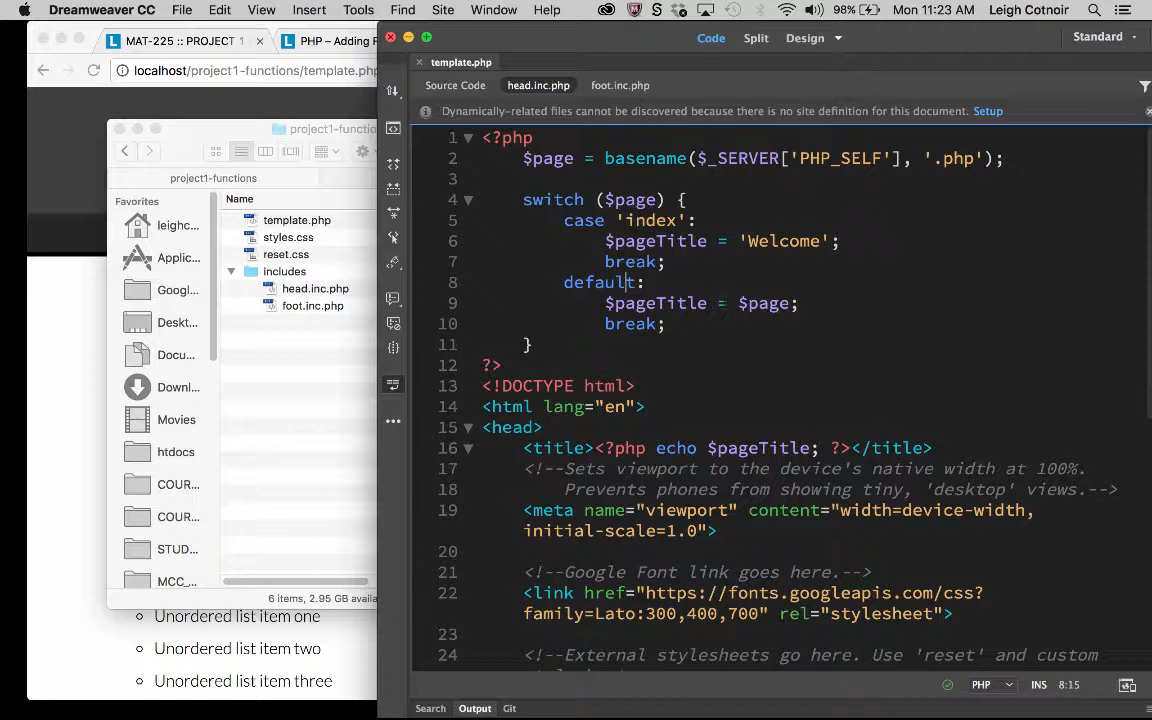 Dreamweaver CC File Edit View Insert Tools Find Site Window Help 98% Mon 11:23 AM Leigh Cotnoir
MAT-225 :: PROJECT 1 × PHP – Adding F
localhost/project1-functions/template.php
project1-functio
project1-functions
Favorites
leighc...
Applic...
Googl...
Deskt...
Docu...
Downl...
Movies
htdocs
COUR...
COUR...
STUD...
MCC_...
Name
template.php
styles.css
reset.css
includes
head.inc.php
foot.inc.php
6 items, 2.95 GB availa
Unordered list item one
Unordered list item two
Unordered list item three
Code Split Design Standard
template.php
Source Code head.inc.php foot.inc.php
Dynamically-related files cannot be discovered because there is no site definition for this document. Setup
1 <?php
2 $page = basename($_SERVER['PHP_SELF'], '.php');
3
4 switch ($page) {
5 case 'index':
6 $pageTitle = 'Welcome';
7 break;
8 default:
9 $pageTitle = $page;
10 break;
11 }
12 ?>
13 <!DOCTYPE html>
14 <html lang="en">
15 <head>
16 <title><?php echo $pageTitle; ?></title>
17 <!--Sets viewport to the device's native width at 100%.
18 Prevents phones from showing tiny, 'desktop' views.-->
19 <meta name="viewport" content="width=device-width,
initial-scale=1.0">
20
21 <!--Google Font link goes here.-->
22 <link href="https://fonts.googleapis.com/css?
family=Lato:300,400,700" rel="stylesheet">
23
24 <!--External stylesheets go here. Use 'reset' and custom
PHP INS 8:15
Search Output Git